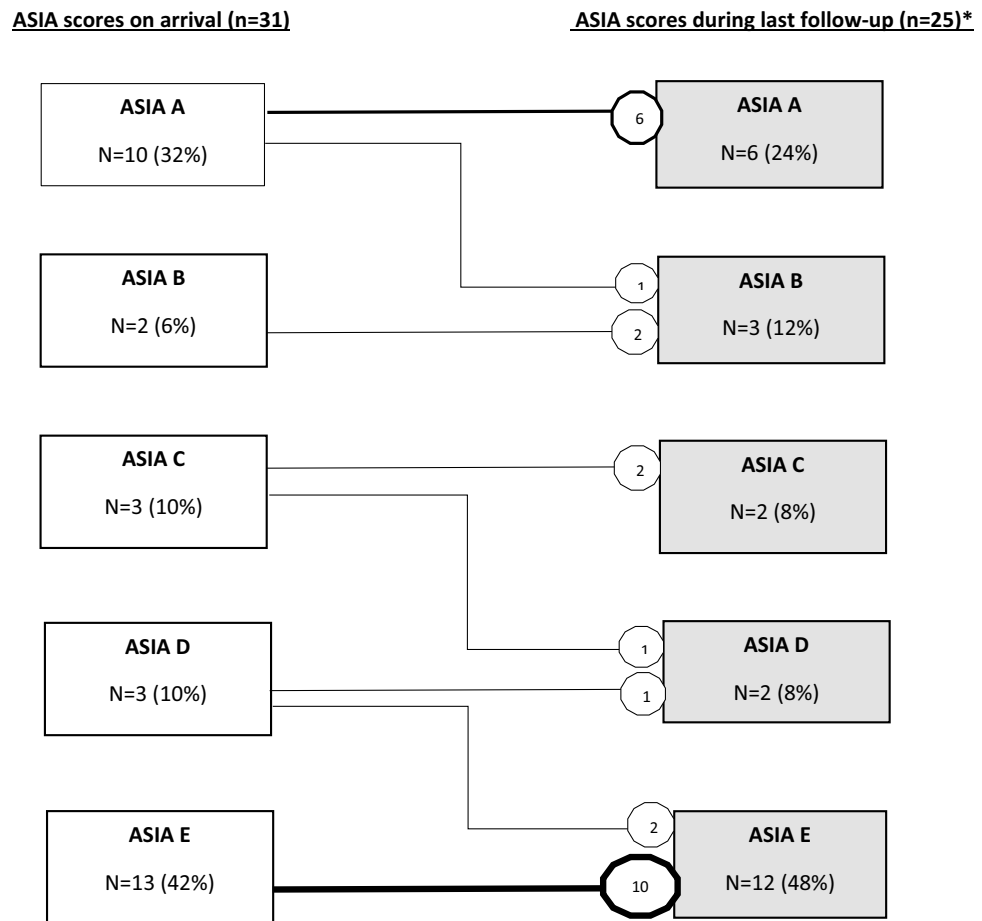 ASIA scores on arrival (n=31)
ASIA scores during last follow-up (n=25)*
ASIA A
N=10 (32%)
6
ASIA A
N=6 (24%)
ASIA B
N=2 (6%)
1
2
ASIA B
N=3 (12%)
ASIA C
N=3 (10%)
2
ASIA C
N=2 (8%)
ASIA D
N=3 (10%)
1
1
ASIA D
N=2 (8%)
ASIA E
N=13 (42%)
2
10
ASIA E
N=12 (48%)